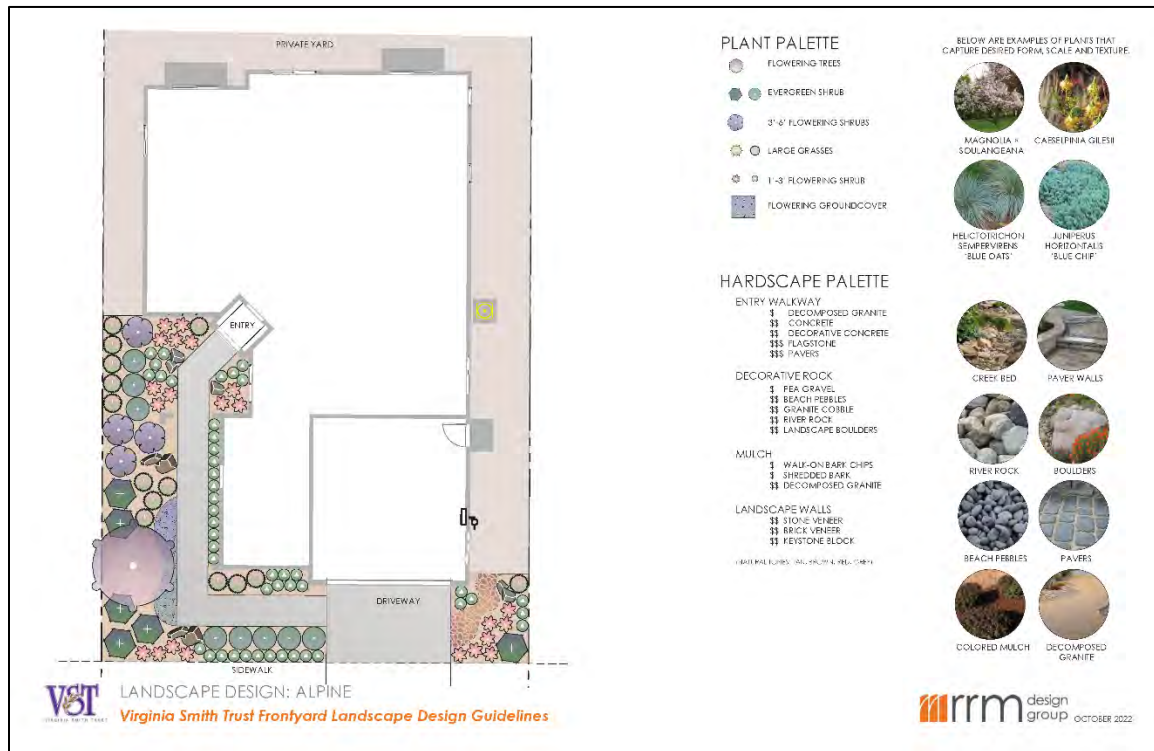 PRIVATE YARD
ENTRY
DRIVEWAY
SIDEWALK
PLANT PALETTE
FLOWERING TREES
EVERGREEN SHRUB
3'-6' FLOWERING SHRUBS
LARGE GRASSES
1'-3' FLOWERING SHRUB
FLOWERING GROUNDCOVER
HARDSCAPE PALETTE
ENTRY WALKWAY
$ DECOMPOSED GRANITE
$$ CONCRETE
$$ DECORATIVE CONCRETE
$$$ FLAGSTONE
$$$ PAVERS
DECORATIVE ROCK
$ PEA GRAVEL
$$ BEACH PEBBLES
$$ GRANITE COBBLE
$$ RIVER ROCK
$$ LANDSCAPE BOULDERS
MULCH
$ WALK-ON BARK CHIPS
$ SHREDDED BARK
$$ DECOMPOSED GRANITE
LANDSCAPE WALLS
$$ STONE VENEER
$$ BRICK VENEER
$$ KEYSTONE BLOCK
BELOW ARE EXAMPLES OF PLANTS THAT
CAPTURE DESIRED FORM, SCALE AND TEXTURE.
MAGNOLIA × CAESELPINIA GILESII
SOULANGEANA
HELICTOTRICHON JUNIPERUS
SEMPERVIRENS HORIZONTALIS
'BLUE OATS' 'BLUE CHIP'
CREEK BED PAVER WALLS
RIVER ROCK BOULDERS
BEACH PEBBLES PAVERS
COLORED MULCH DECOMPOSED
GRANITE
VST
VIRGINIA SMITH TRUST
LANDSCAPE DESIGN: ALPINE
Virginia Smith Trust Frontyard Landscape Design Guidelines
rrm design
group OCTOBER 2022